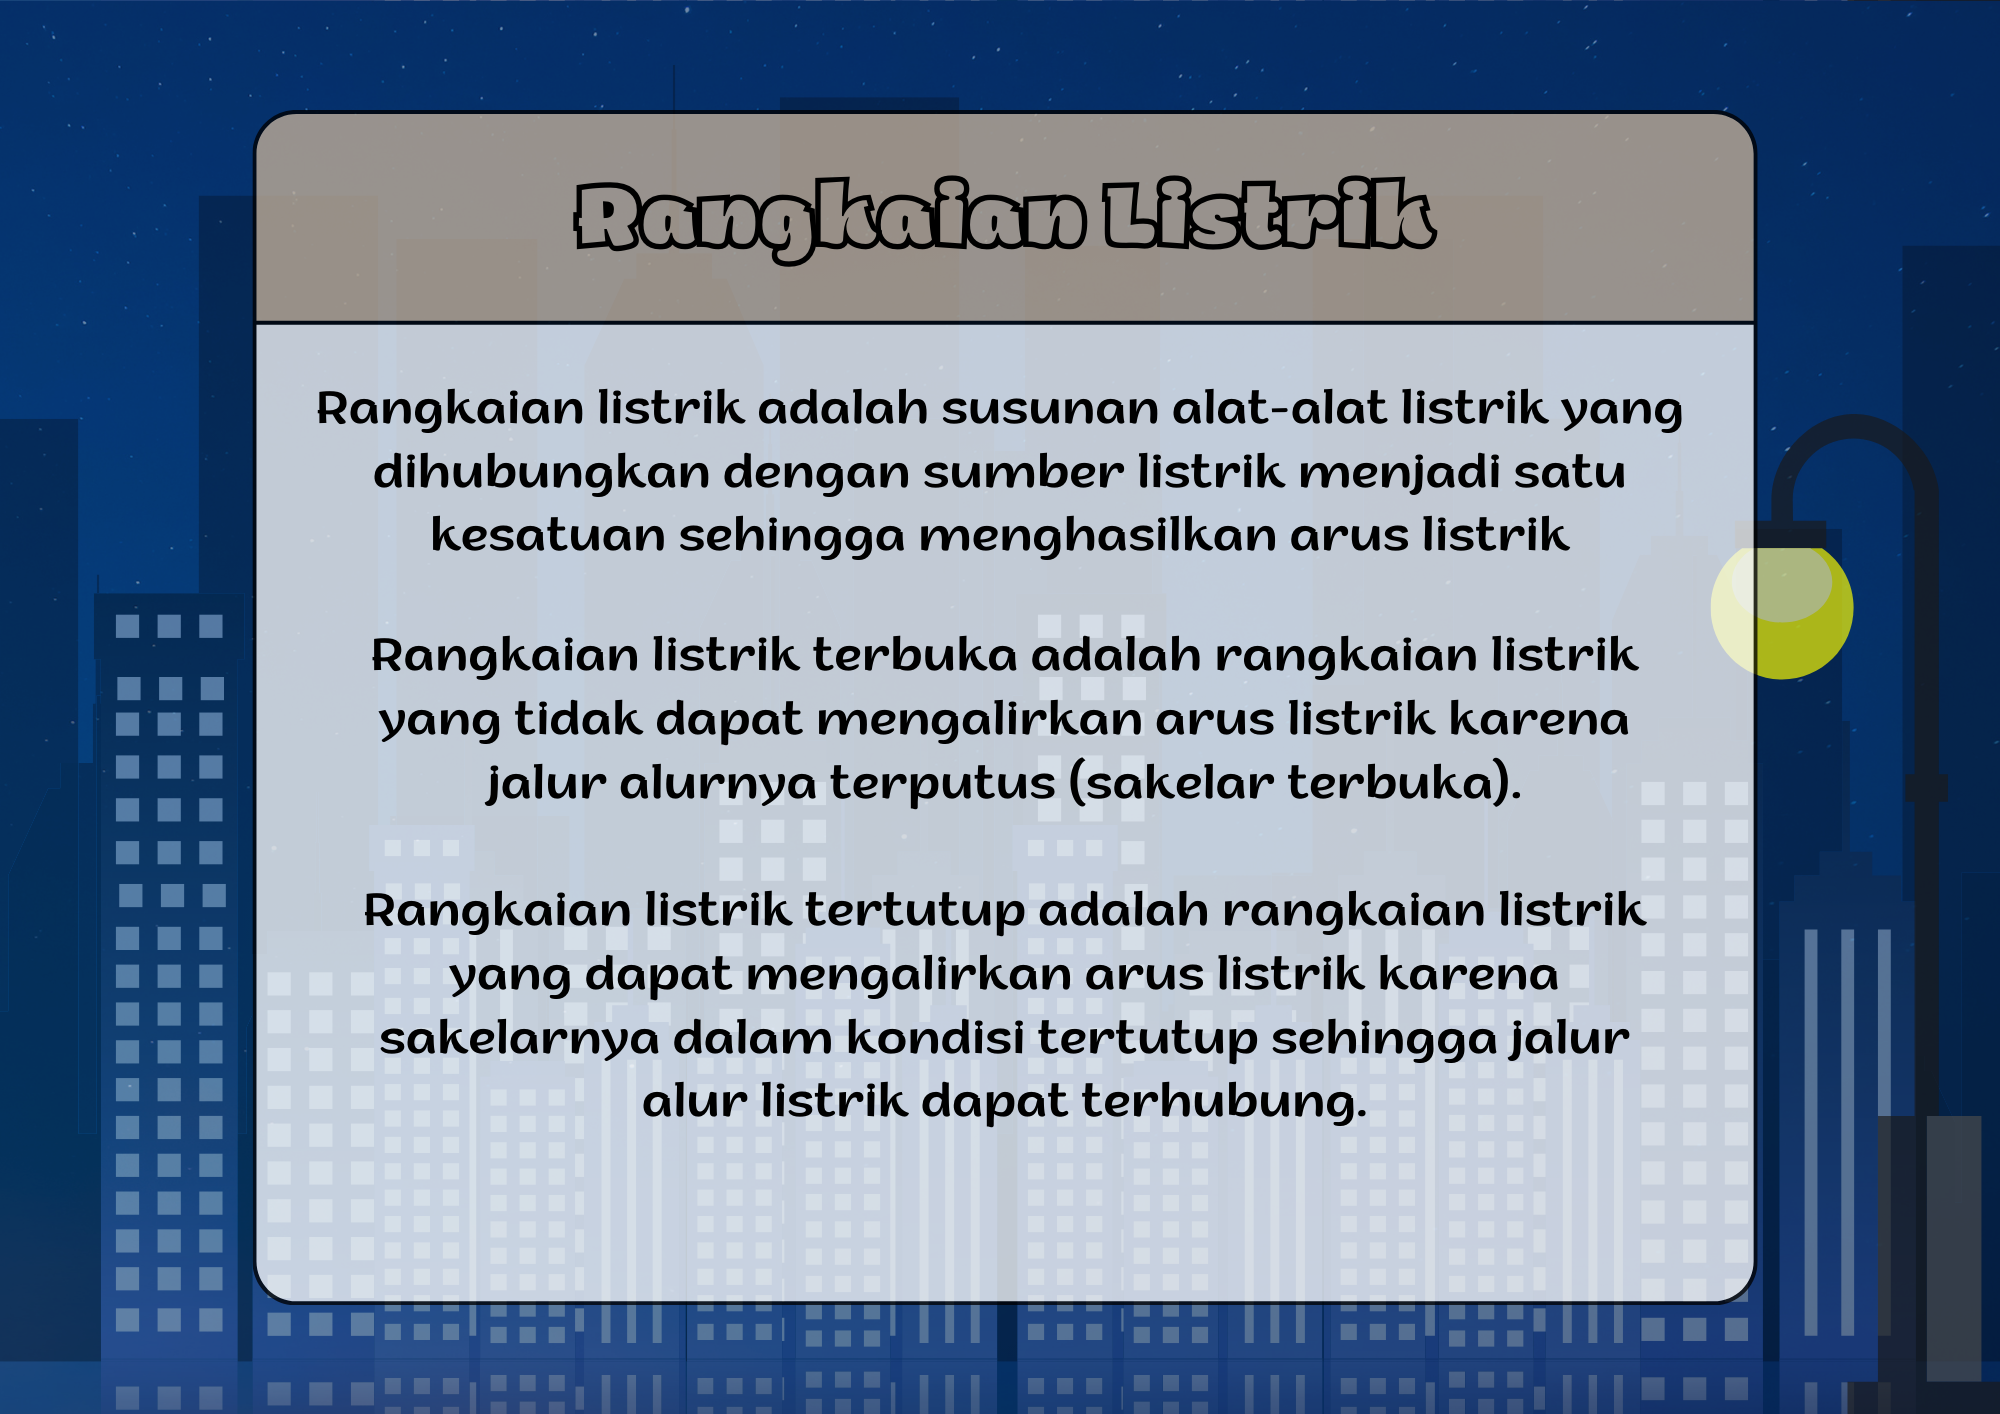 Rangkaian Listrik
Rangkaian listrik adalah susunan alat-alat listrik yang
dihubungkan dengan sumber listrik menjadi satu
kesatuan sehingga menghasilkan arus listrik
Rangkaian listrik terbuka adalah rangkaian listrik
yang tidak dapat mengalirkan arus listrik karena
jalur alurnya terputus (sakelar terbuka).
Rangkaian listrik tertutup adalah rangkaian listrik
yang dapat mengalirkan arus listrik karena
sakelarnya dalam kondisi tertutup sehingga jalur
alur listrik dapat terhubung.